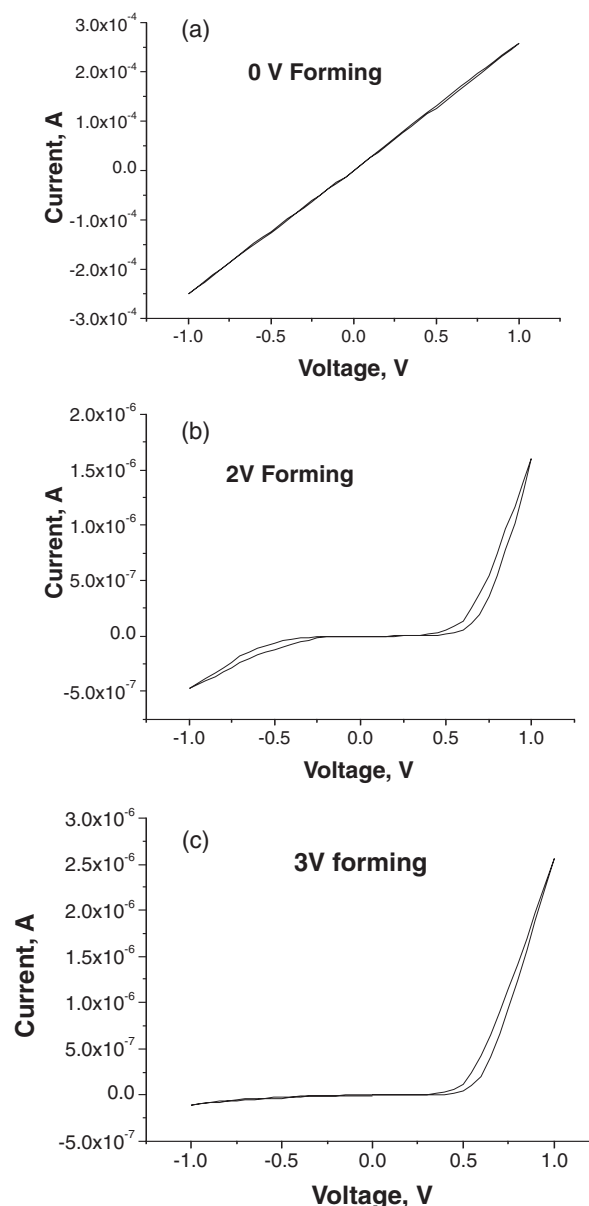 (a)
0 V Forming
3.0x10⁻⁴
2.0x10⁻⁴
1.0x10⁻⁴
0.0
-1.0x10⁻⁴
-2.0x10⁻⁴
-3.0x10⁻⁴
Current, A
-1.0 -0.5 0.0 0.5 1.0
Voltage, V
(b)
2V Forming
2.0x10⁻⁶
1.5x10⁻⁶
1.0x10⁻⁶
5.0x10⁻⁷
0.0
-5.0x10⁻⁷
Current, A
-1.0 -0.5 0.0 0.5 1.0
Voltage, V
(c)
3V forming
3.0x10⁻⁶
2.5x10⁻⁶
2.0x10⁻⁶
1.5x10⁻⁶
1.0x10⁻⁶
5.0x10⁻⁷
0.0
-5.0x10⁻⁷
Current, A
-1.0 -0.5 0.0 0.5 1.0
Voltage, V